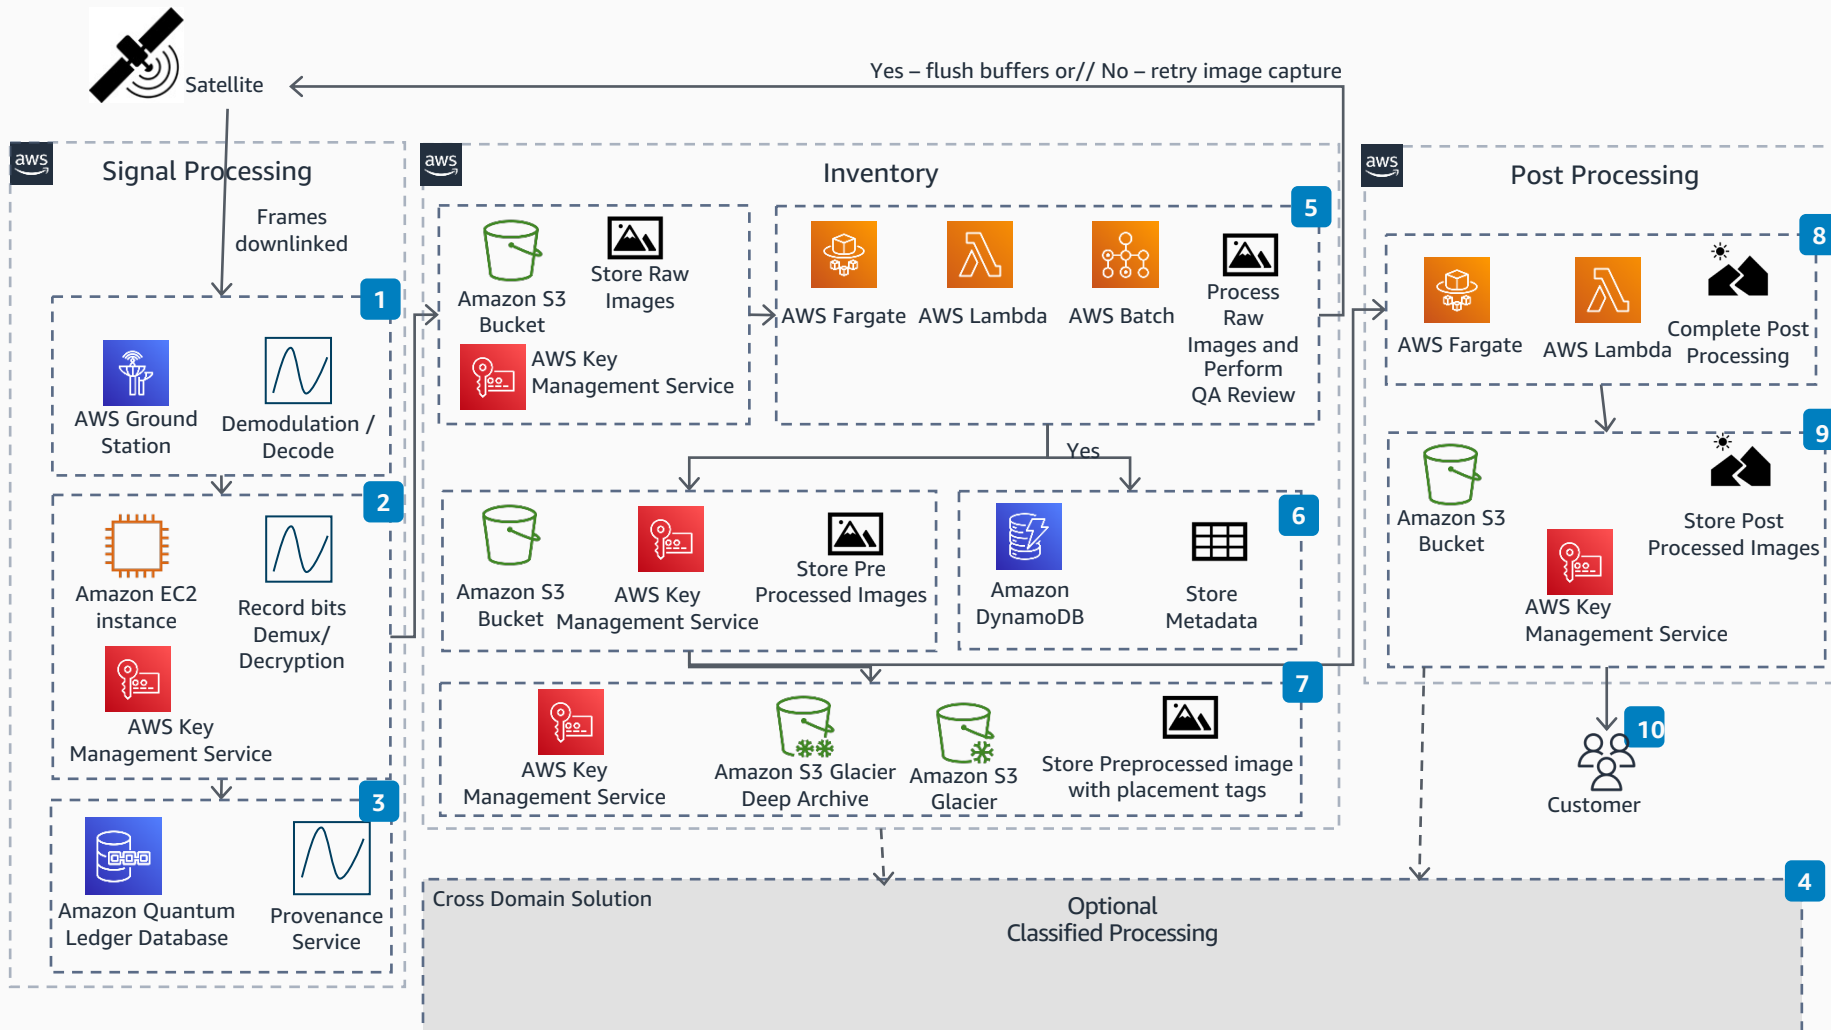 Satellite
Yes – flush buffers or// No – retry image capture
aws
Signal Processing
Frames
downlinked
1
AWS Ground
Station
Demodulation /
Decode
2
Amazon EC2
instance
Record bits
Demux/
Decryption
AWS Key
Management Service
3
Amazon Quantum
Ledger Database
Provenance
Service
aws
Inventory
Amazon S3
Bucket
Store Raw
Images
AWS Key
Management Service
5
AWS Fargate
AWS Lambda
AWS Batch
Process
Raw
Images and
Perform
QA Review
Yes
Amazon S3
Bucket
AWS Key
Management Service
Store Pre
Processed Images
6
Amazon
DynamoDB
Store
Metadata
7
AWS Key
Management Service
Amazon S3 Glacier
Deep Archive
Amazon S3
Glacier
Store Preprocessed image
with placement tags
aws
Post Processing
8
AWS Fargate
AWS Lambda
Complete Post
Processing
9
Amazon S3
Bucket
AWS Key
Management Service
Store Post
Processed Images
10
Customer
4
Cross Domain Solution
Optional
Classified Processing